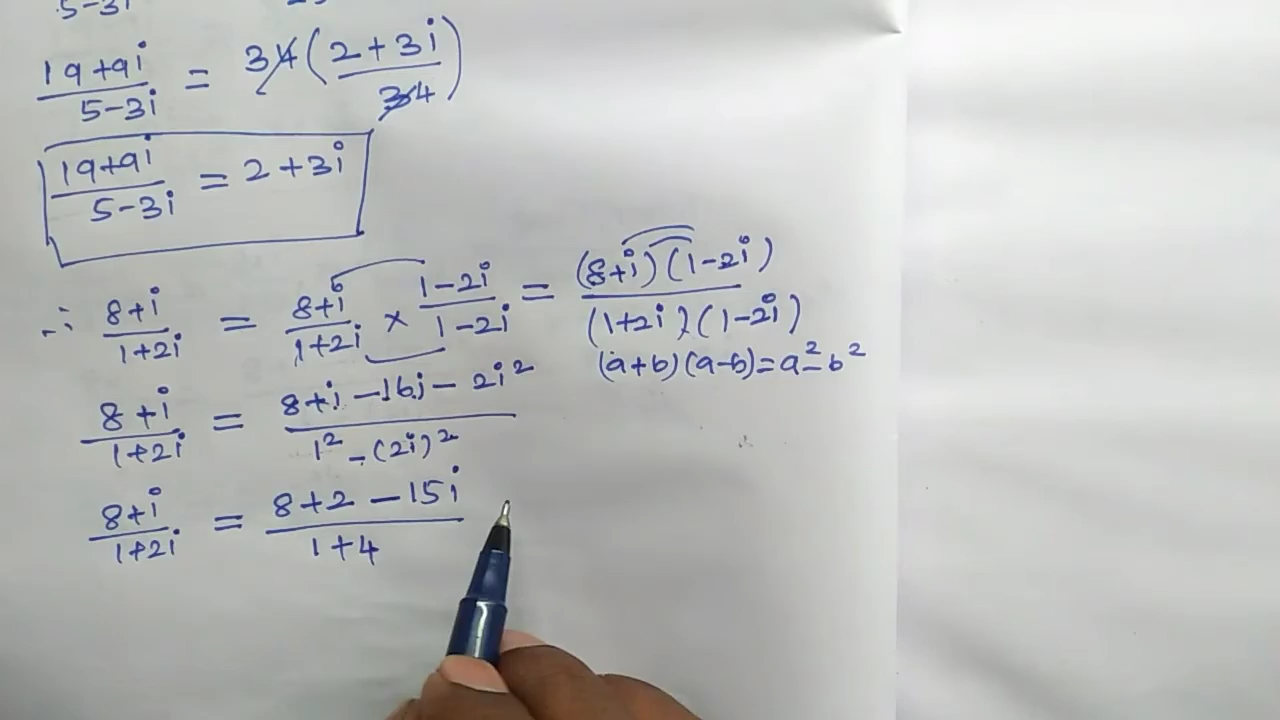 5-3i
19+9i/5-3i = 34(2+3i/34)
19+9i/5-3i = 2+3i
∴ 8+i/1+2i = 8+i/1+2i × 1-2i/1-2i = (8+i)(1-2i)/(1+2i)(1-2i)
(a+b)(a-b)=a²-b²
8+i/1+2i = 8+i-16i-2i²/1²-(2i)²
8+i/1+2i = 8+2-15i/1+4